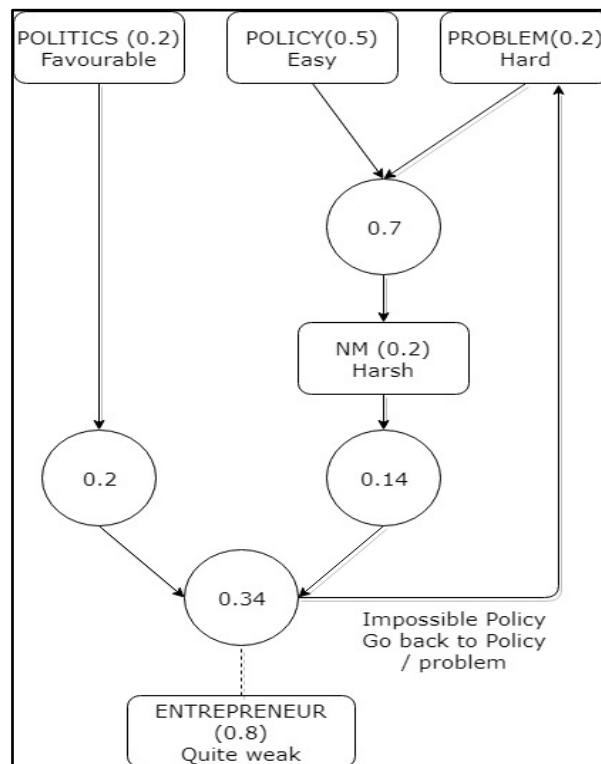 POLITICS (0.2)
Favourable
POLICY(0.5)
Easy
PROBLEM(0.2)
Hard
0.7
NM (0.2)
Harsh
0.2
0.14
0.34
Impossible Policy
Go back to Policy
/ problem
ENTREPRENEUR
(0.8)
Quite weak